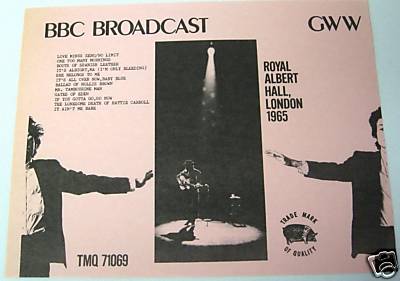 BBC BROADCAST
GWW
LOVE MINUS ZERO/NO LIMIT
ONE TOO MANY MORNINGS
BOOTS OF SPANISH LEATHER
IT'S ALRIGHT,MA (I'M ONLY BLEEDING)
SHE BELONGS TO ME
IT'S ALL OVER NOW,BABY BLUE
BALLAD OF HOLLIS BROWN
MR. TAMBOURINE MAN
GATES OF EDEN
IF YOU GOTTA GO,GO NOW
THE LONESOME DEATH OF HATTIE CARROLL
IT AIN'T ME BABE
ROYAL
ALBERT
HALL,
LONDON
1965
TRADE MARK
OF QUALITY
TMQ 71069